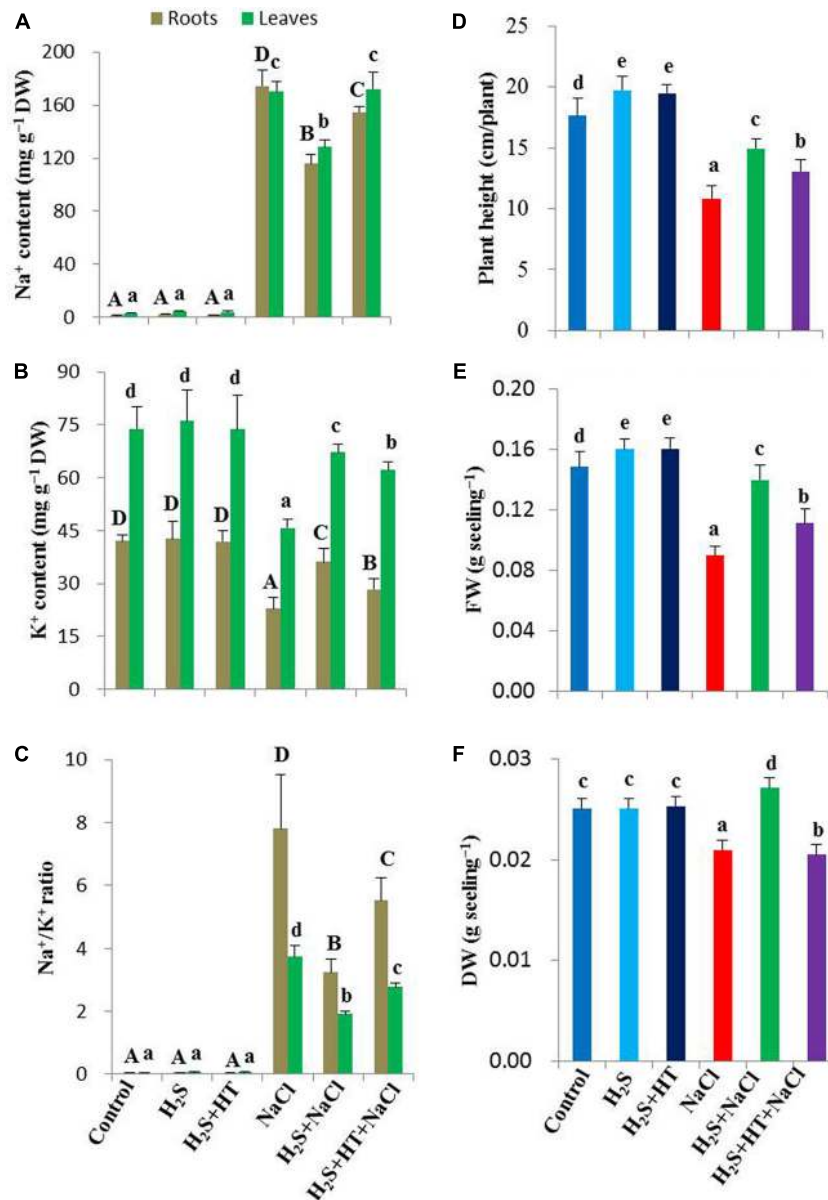 A
Roots Leaves
Na⁺ content (mg g⁻¹ DW)
200
160
120
80
40
0
A a A a A a D c B b C c
B
K⁺ content (mg g⁻¹ DW)
90
75
60
45
30
15
0
D d D d D d A a C c B b
C
Na⁺/K⁺ ratio
10
8
6
4
2
0
A a A a A a D d B b C c
Control H₂S H₂S+HT NaCl H₂S+NaCl H₂S+HT+NaCl
D
Plant height (cm/plant)
25
20
15
10
5
0
d e e a c b
E
FW (g seeling⁻¹)
0.20
0.16
0.12
0.08
0.04
0.00
d e e a c b
F
DW (g seeling⁻¹)
0.03
0.02
0.01
0.00
c c c a d b
Control H₂S H₂S+HT NaCl H₂S+NaCl H₂S+HT+NaCl